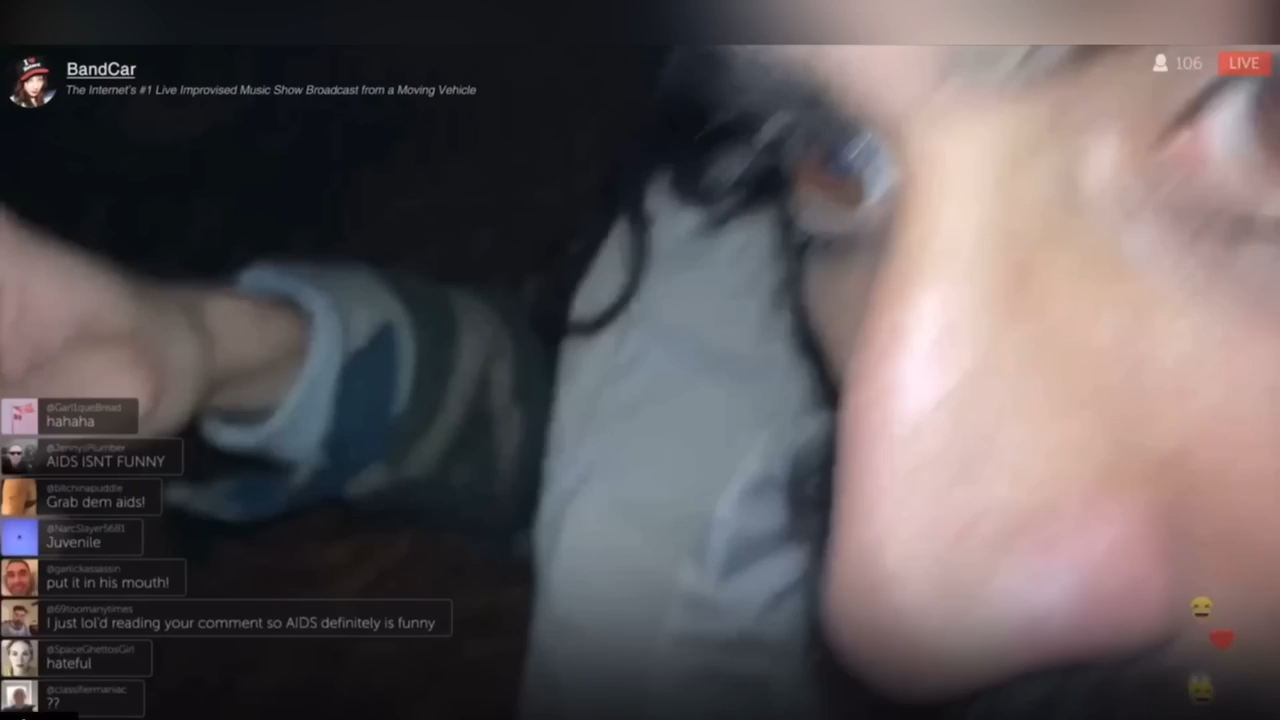 BandCar
The Internet's #1 Live Improvised Music Show Broadcast from a Moving Vehicle
106
LIVE
@Garl1queBread
hahaha
@JennysPlumber
AIDS ISNT FUNNY
@bitchinapuddle
Grab dem aids!
@NarcSlayer5681
Juvenile
@garlickassassin
put it in his mouth!
@69toomanytimes
I just lol'd reading your comment so AIDS definitely is funny
@SpaceGhettosGirl
hateful
@classifiermaniac
??